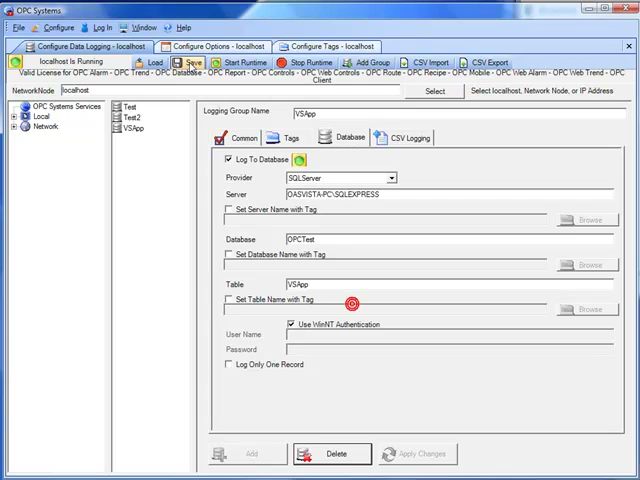 OPC Systems
File Configure Log In Window Help
Configure Data Logging - localhost Configure Options - localhost Configure Tags - localhost
localhost Is Running Load Save Start Runtime Stop Runtime Add Group CSV Import CSV Export
Valid License for OPC Alarm - OPC Trend - OPC Database - OPC Report - OPC Controls - OPC Web Controls - OPC Route - OPC Recipe - OPC Mobile - OPC Web Alarm - OPC Web Trend - OPC
Client
NetworkNode localhost Select Select localhost, Network Node, or IP Address
OPC Systems Services
Local
Network
Test
Test2
VSApp
Logging Group Name VSApp
Common Tags Database CSV Logging
Log To Database
Provider SQLServer
Server OASVISTA-PC\SQLEXPRESS
Set Server Name with Tag
Browse
Database OPCTest
Set Database Name with Tag
Browse
Table VSApp
Set Table Name with Tag
Browse
Use WinNT Authentication
User Name
Password
Log Only One Record
Add Delete Apply Changes